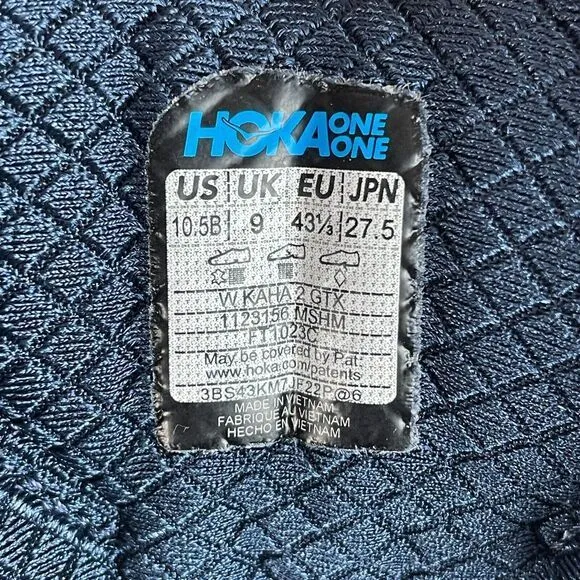 HOKA ONE ONE
US UK EU JPN
10.5B 9 43⅓ 27.5
W KAHA 2 GTX
1123156 MSHM
FT1023C
May be covered by Pat.
www.hoka.com/patents
3BS43KM7JF22P@6
MADE IN VIETNAM
FABRIQUE AU VIETNAM
HECHO EN VIETNAM